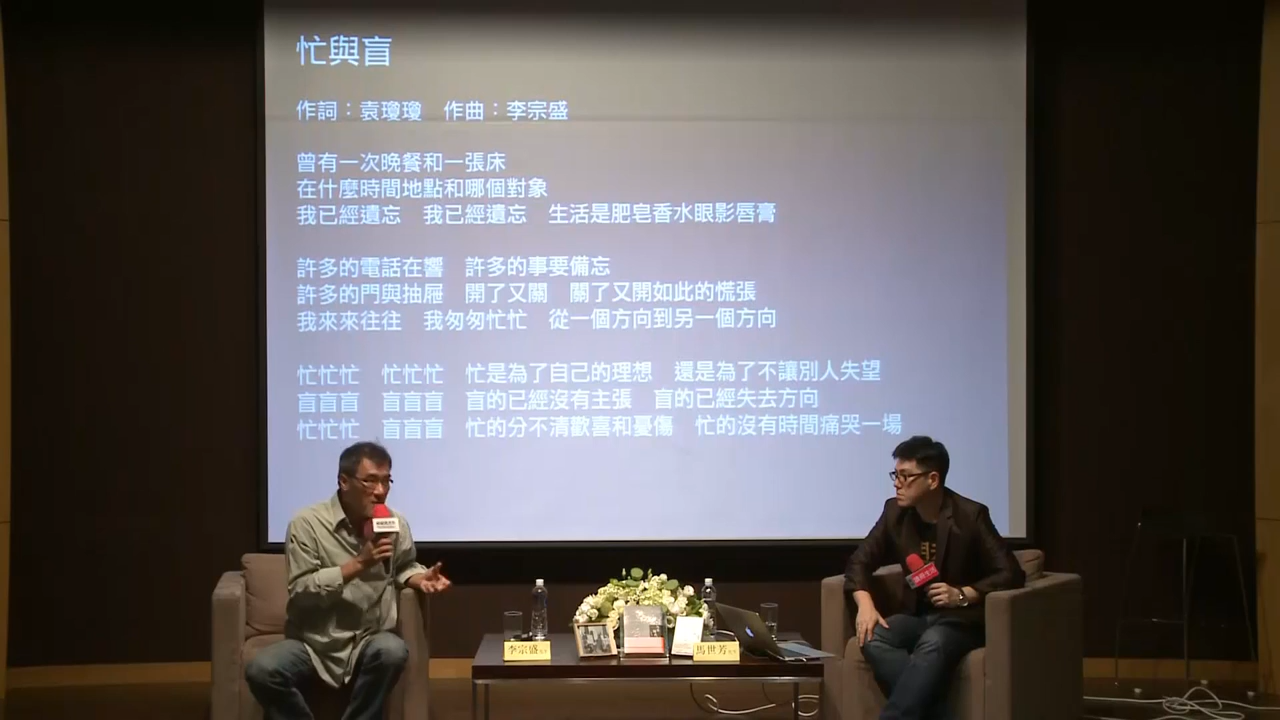 忙與盲
作詞：袁瓊瓊　作曲：李宗盛
曾有一次晚餐和一張床
在什麼時間地點和哪個對象
我已經遺忘　我已經遺忘　生活是肥皂香水眼影唇膏
許多的電話在響　許多的事要備忘
許多的門與抽屜　開了又關　關了又開如此的慌張
我來來往往　我匆匆忙忙　從一個方向到另一個方向
忙忙忙　忙忙忙　忙是為了自己的理想　還是為了不讓別人失望
盲盲盲　盲盲盲　盲的已經沒有主張　盲的已經失去方向
忙忙忙　盲盲盲　忙的分不清歡喜和憂傷　忙的沒有時間痛哭一場
李宗盛
馬世芳